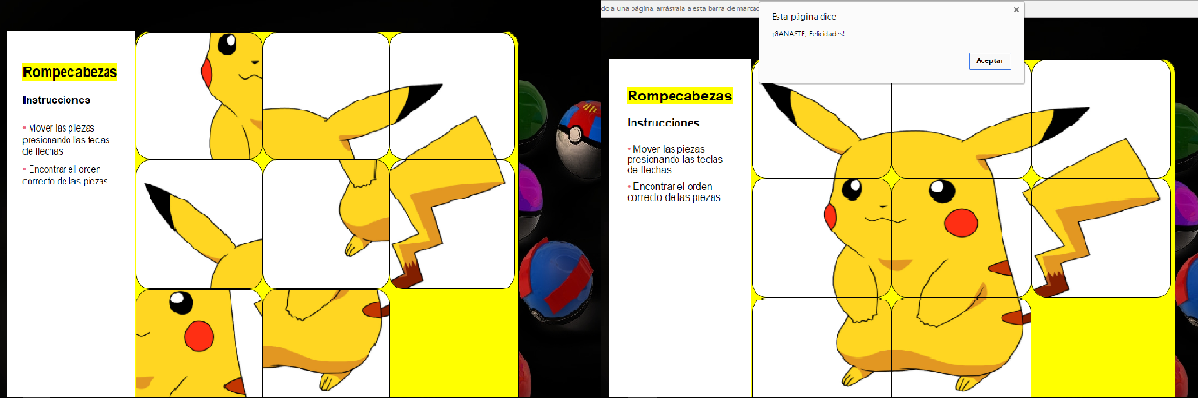 Rompecabezas
Instrucciones
• Mover las piezas
presionando las teclas
de flechas
• Encontrar el orden
correcto de las piezas
do a una página, arrástrala a esta barra de marcado
Esta página dice
¡GANASTE, Felicidades!
Aceptar
Rompecabezas
Instrucciones
• Mover las piezas
presionando las teclas
de flechas
• Encontrar el orden
correcto de las piezas